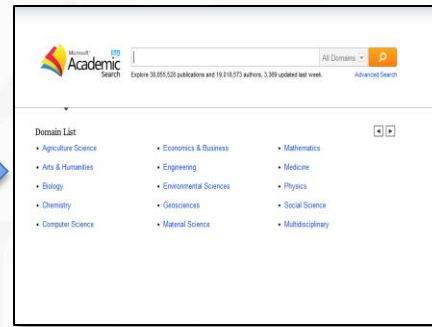 Microsoft®
Academic
Search
All Domains
Explore 38,855,528 publications and 19,018,573 authors, 3,369 updated last week.
Advanced Search
Domain List
• Agriculture Science
• Economics & Business
• Mathematics
• Arts & Humanities
• Engineering
• Medicine
• Biology
• Environmental Sciences
• Physics
• Chemistry
• Geosciences
• Social Science
• Computer Science
• Material Science
• Multidisciplinary